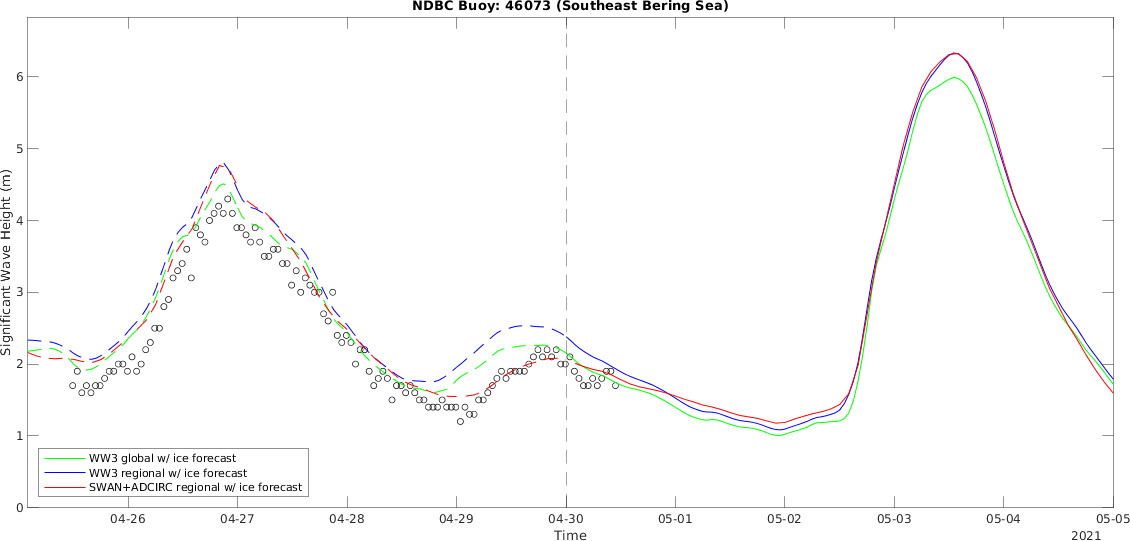 NDBC Buoy: 46073 (Southeast Bering Sea)
Significant Wave Height (m)
6
5
4
3
2
1
0
WW3 global w/ ice forecast
WW3 regional w/ ice forecast
SWAN+ADCIRC regional w/ ice forecast
04-26 04-27 04-28 04-29 04-30 05-01 05-02 05-03 05-04 05-05
Time
2021